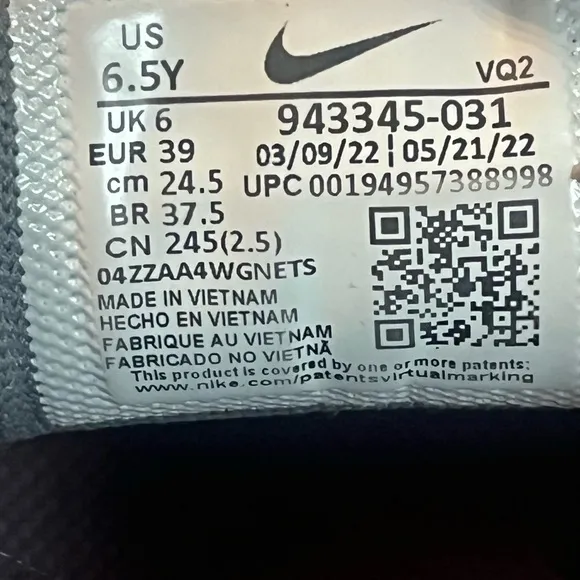 US
6.5Y
VQ2
UK 6
943345-031
EUR 39
03/09/22 | 05/21/22
cm 24.5
UPC 00194957388998
BR 37.5
CN 245(2.5)
04ZZAA4WGNETS
MADE IN VIETNAM
HECHO EN VIETNAM
FABRIQUE AU VIETNAM
FABRICADO NO VIETNÃ
This product is covered by one or more patents:
www.nike.com/patentsvirtualmarking